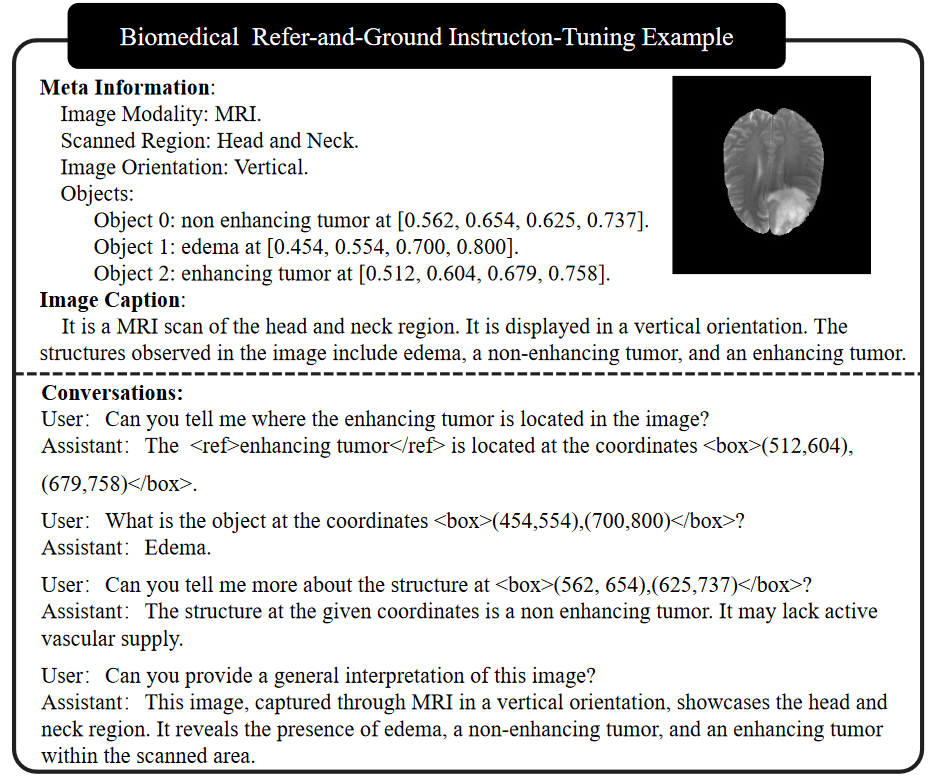 Biomedical Refer-and-Ground Instructon-Tuning Example
Meta Information:
Image Modality: MRI.
Scanned Region: Head and Neck.
Image Orientation: Vertical.
Objects:
Object 0: non enhancing tumor at [0.562, 0.654, 0.625, 0.737].
Object 1: edema at [0.454, 0.554, 0.700, 0.800].
Object 2: enhancing tumor at [0.512, 0.604, 0.679, 0.758].
Image Caption:
It is a MRI scan of the head and neck region. It is displayed in a vertical orientation. The
structures observed in the image include edema, a non-enhancing tumor, and an enhancing tumor.
Conversations:
User: Can you tell me where the enhancing tumor is located in the image?
Assistant: The <ref>enhancing tumor</ref> is located at the coordinates <box>(512,604),
(679,758)</box>.
User: What is the object at the coordinates <box>(454,554),(700,800)</box>?
Assistant: Edema.
User: Can you tell me more about the structure at <box>(562, 654),(625,737)</box>?
Assistant: The structure at the given coordinates is a non enhancing tumor. It may lack active
vascular supply.
User: Can you provide a general interpretation of this image?
Assistant: This image, captured through MRI in a vertical orientation, showcases the head and
neck region. It reveals the presence of edema, a non-enhancing tumor, and an enhancing tumor
within the scanned area.